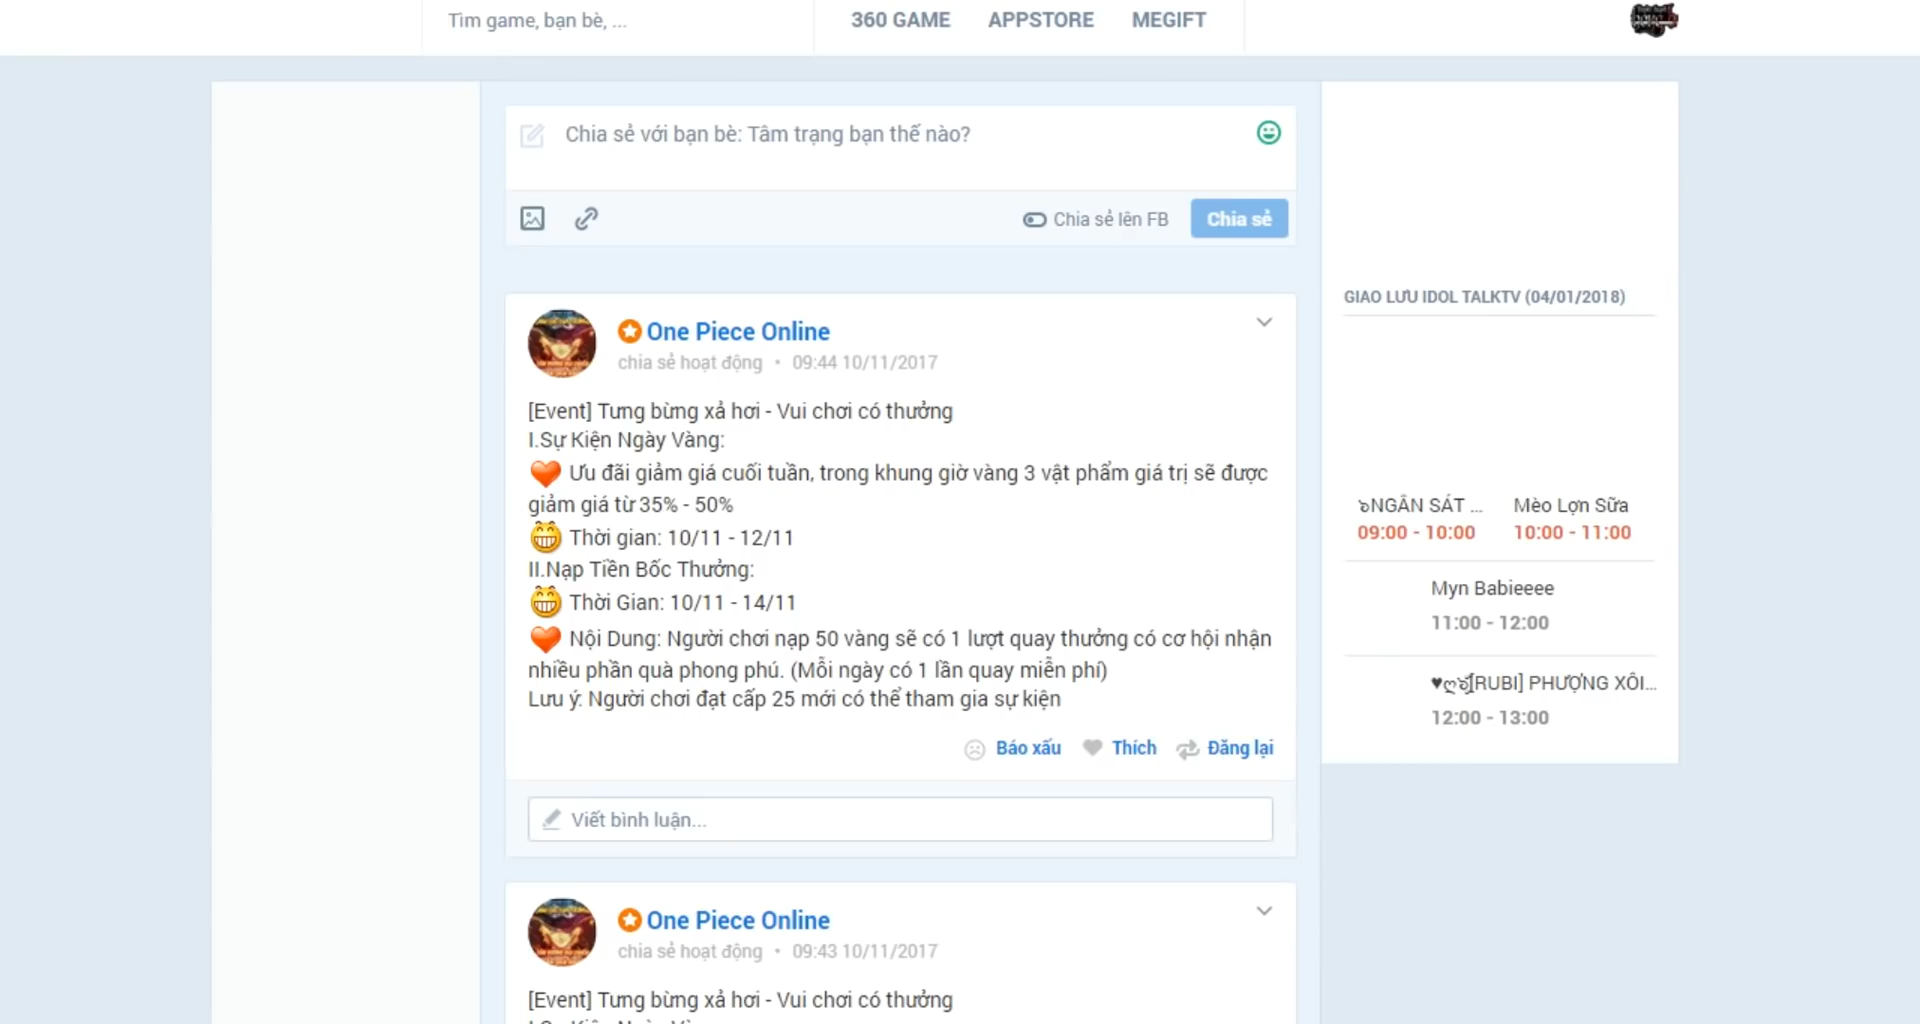 Tìm game, bạn bè, ...
360 GAME
APPSTORE
MEGIFT
Chia sẻ với bạn bè: Tâm trạng bạn thế nào?
Chia sẻ lên FB
Chia sẻ
One Piece Online
chia sẻ hoạt động • 09:44 10/11/2017
[Event] Tưng bừng xả hơi - Vui chơi có thưởng
I.Sự Kiện Ngày Vàng:
Ưu đãi giảm giá cuối tuần, trong khung giờ vàng 3 vật phẩm giá trị sẽ được
giảm giá từ 35% - 50%
Thời gian: 10/11 - 12/11
II.Nạp Tiền Bốc Thưởng:
Thời Gian: 10/11 - 14/11
Nội Dung: Người chơi nạp 50 vàng sẽ có 1 lượt quay thưởng có cơ hội nhận
nhiều phần quà phong phú. (Mỗi ngày có 1 lần quay miễn phí)
Lưu ý: Người chơi đạt cấp 25 mới có thể tham gia sự kiện
Báo xấu
Thích
Đăng lại
Viết bình luận...
One Piece Online
chia sẻ hoạt động • 09:43 10/11/2017
[Event] Tưng bừng xả hơi - Vui chơi có thưởng
GIAO LƯU IDOL TALKTV (04/01/2018)
NGÂN SÁT ...
09:00 - 10:00
Mèo Lợn Sữa
10:00 - 11:00
Myn Babieeee
11:00 - 12:00
[RUBI] PHƯỢNG XÔI...
12:00 - 13:00